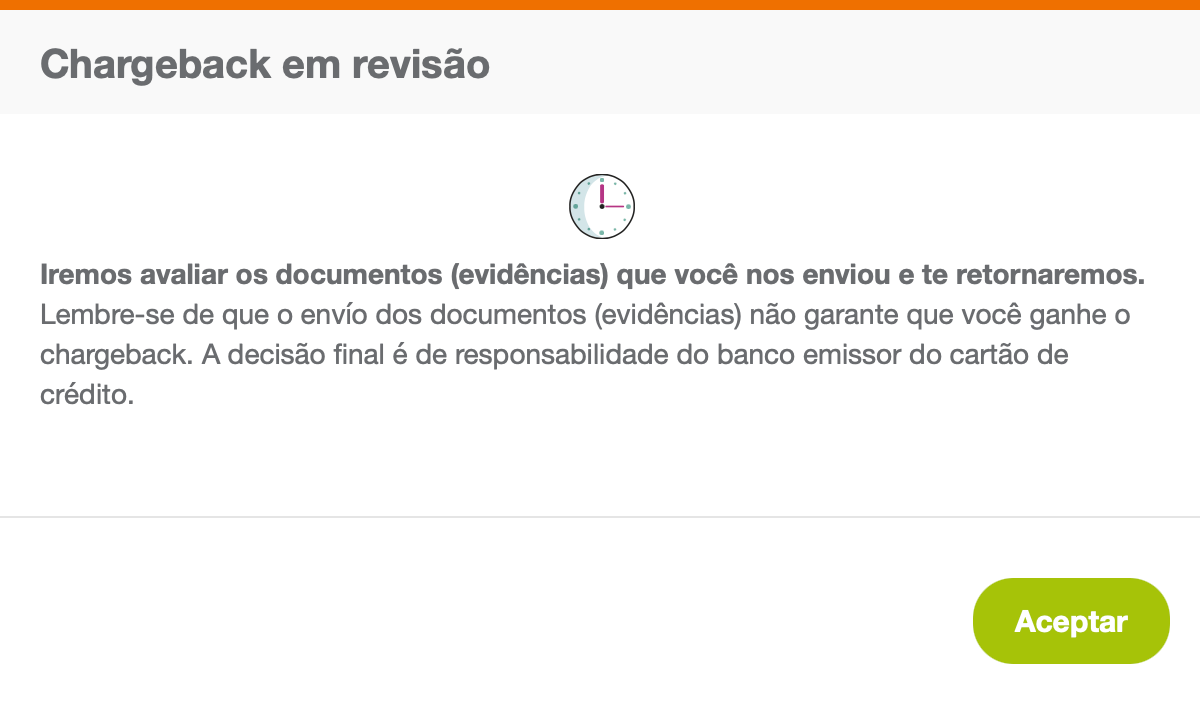 Chargeback em revisão
Iremos avaliar os documentos (evidências) que você nos enviou e te retornaremos.
Lembre-se de que o envío dos documentos (evidências) não garante que você ganhe o
chargeback. A decisão final é de responsabilidade do banco emissor do cartão de
crédito.
Aceptar